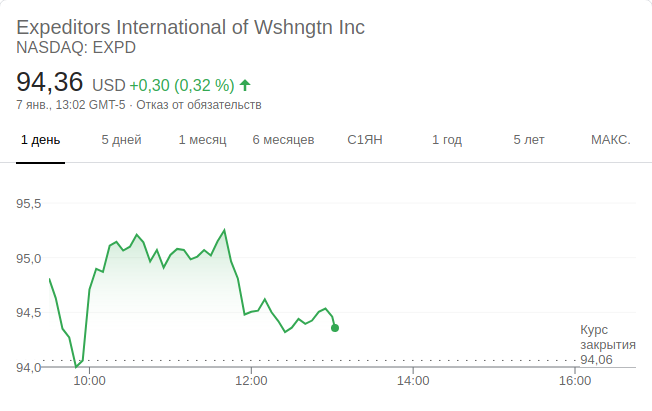 Expeditors International of Wshngtn Inc
NASDAQ: EXPD
94,36 USD +0,30 (0,32 %)
7 янв., 13:02 GMT-5 · Отказ от обязательств
1 день 5 дней 1 месяц 6 месяцев С1ЯН 1 год 5 лет МАКС.
95,5
95,0
94,5
Курс
закрытия
94,06
94,0
10:00 12:00 14:00 16:00